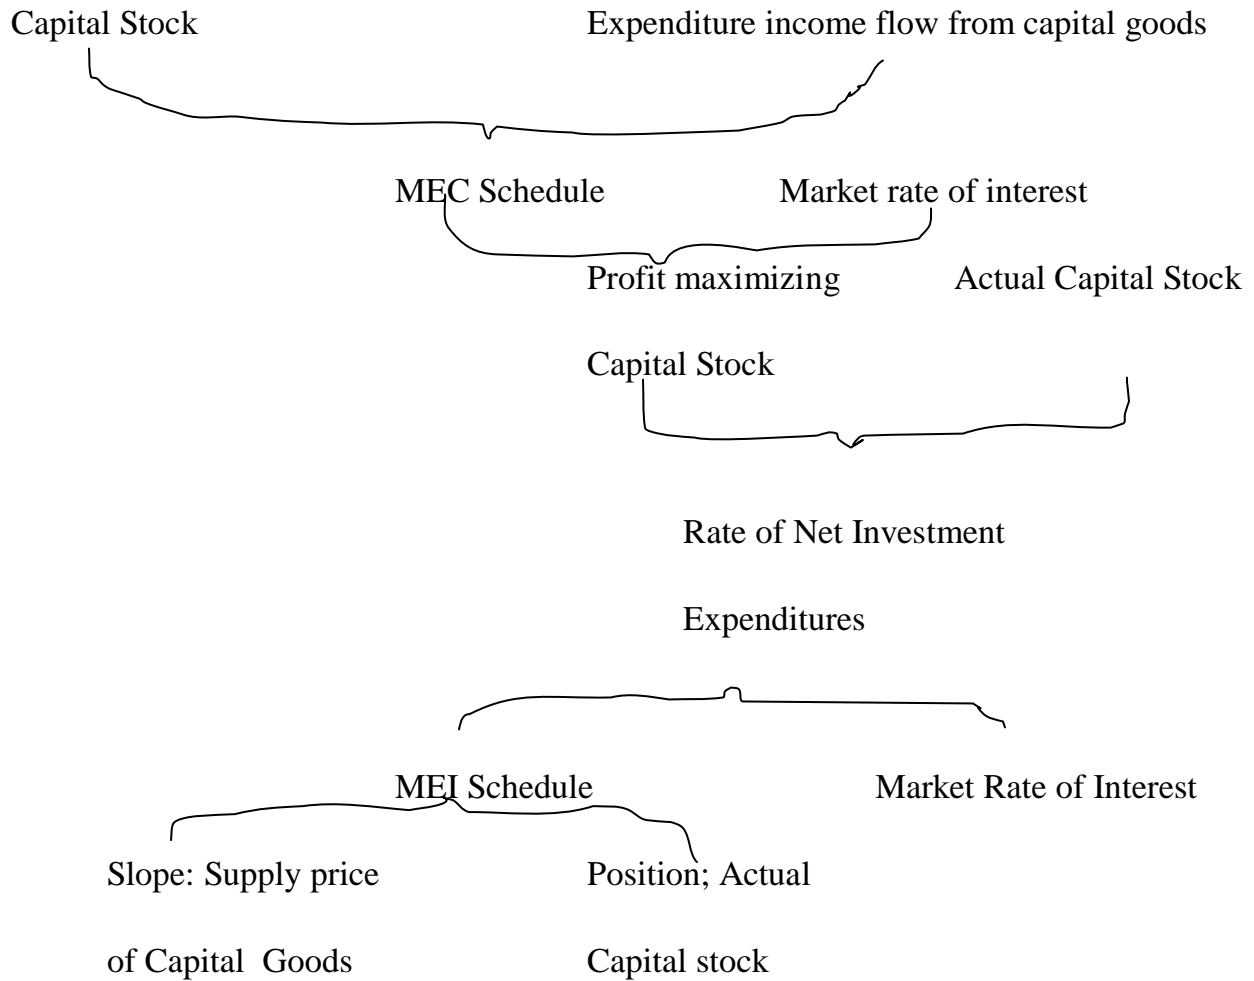 Capital Stock Expenditure income flow from capital goods
MEC Schedule Market rate of interest
Profit maximizing Actual Capital Stock
Capital Stock
Rate of Net Investment
Expenditures
MEI Schedule Market Rate of Interest
Slope: Supply price Position; Actual
of Capital Goods Capital stock